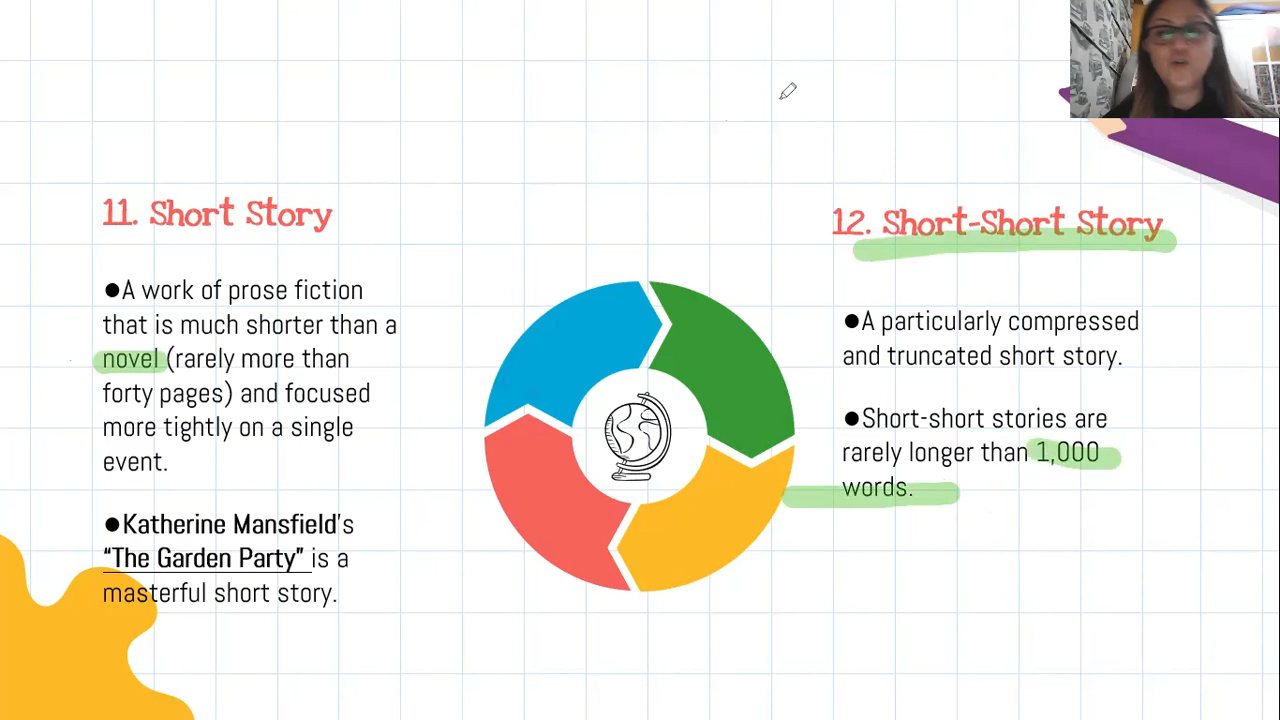 11. Short Story
●A work of prose fiction
that is much shorter than a
novel (rarely more than
forty pages) and focused
more tightly on a single
event.
●Katherine Mansfield's
“The Garden Party” is a
masterful short story.
12. Short-Short Story
●A particularly compressed
and truncated short story.
●Short-short stories are
rarely longer than 1,000
words.